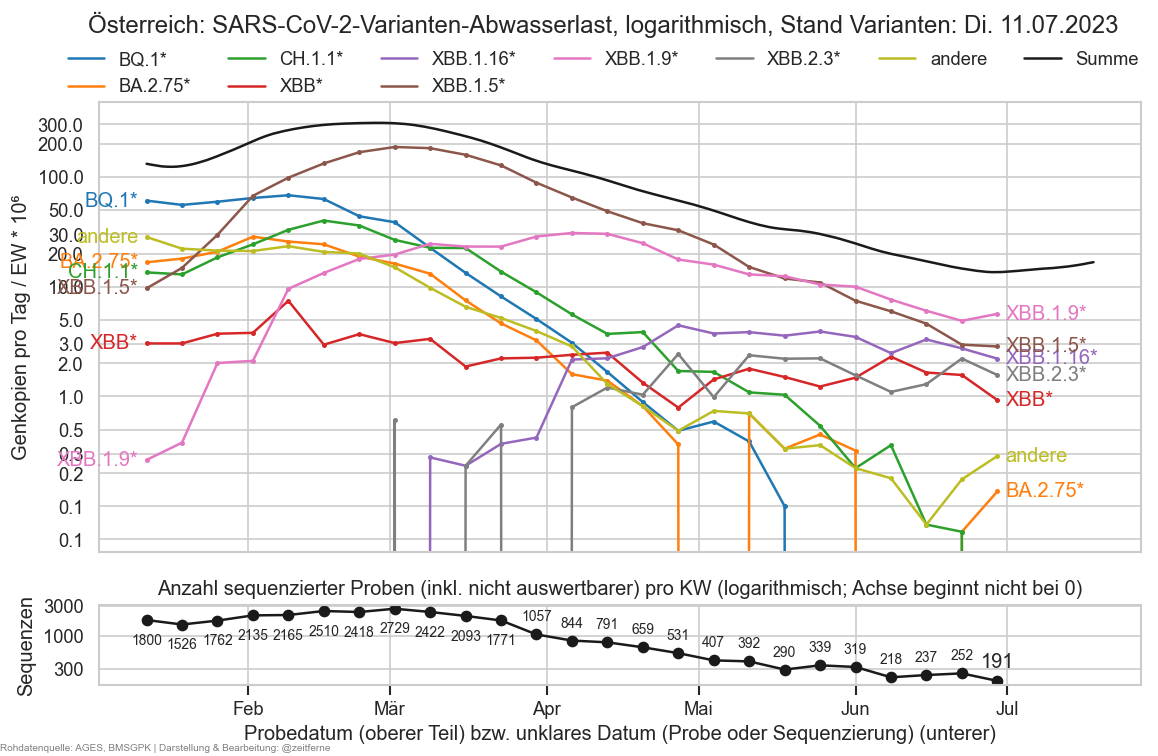 Österreich: SARS-CoV-2-Varianten-Abwasserlast, logarithmisch, Stand Varianten: Di. 11.07.2023
BQ.1* CH.1.1* XBB.1.16* XBB.1.9* XBB.2.3* andere Summe
BA.2.75* XBB* XBB.1.5*
Genkopien pro Tag / EW * 10⁶
300.0
200.0
100.0
50.0
30.0
20.0
10.0
5.0
3.0
2.0
1.0
0.5
0.3
0.2
0.1
0.1
BQ.1*
andere
BA.2.75*
CH.1.1*
XBB.1.5*
XBB*
XBB.1.9*
XBB.1.9*
XBB.1.5*
XBB.1.16*
XBB.2.3*
XBB*
andere
BA.2.75*
Anzahl sequenzierter Proben (inkl. nicht auswertbarer) pro KW (logarithmisch; Achse beginnt nicht bei 0)
Sequenzen
3000
1000
300
1800 1526 1762 2135 2165 2510 2418 2729 2422 2093 1771 1057 844 791 659 531 407 392 290 339 319 218 237 252 191
Feb Mär Apr Mai Jun Jul
Probedatum (oberer Teil) bzw. unklares Datum (Probe oder Sequenzierung) (unterer)
Rohdatenquelle: AGES, BMSGPK | Darstellung & Bearbeitung: @zeitferne